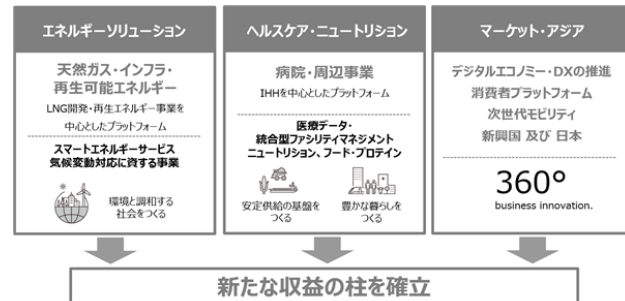 エネルギーソリューション
天然ガス・インフラ・
再生可能エネルギー
LNG開発・再生エネルギー事業を
中心としたプラットフォーム
スマートエネルギーサービス
気候変動対応に資する事業
環境と調和する
社会をつくる
ヘルスケア・ニュートリション
病院・周辺事業
IHHを中心としたプラットフォーム
医療データ・
統合型ファシリティマネジメント
ニュートリション、フード・プロテイン
安定供給の基盤を
つくる
豊かな暮らしを
つくる
マーケット・アジア
デジタルエコノミー・DXの推進
消費者プラットフォーム
次世代モビリティ
新興国 及び 日本
360°
business innovation.
新たな収益の柱を確立